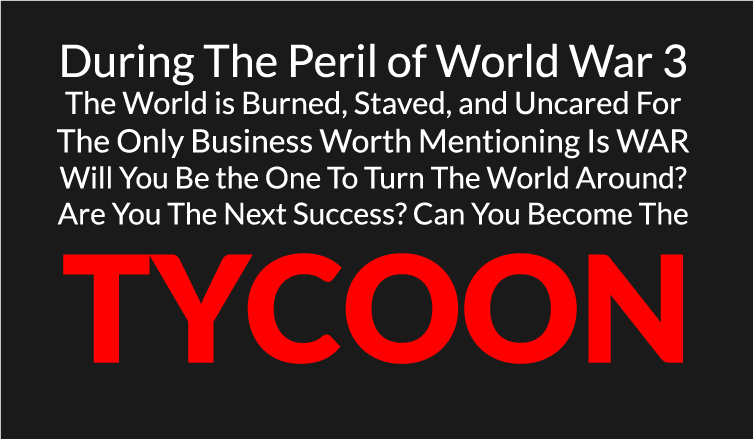 During The Peril of World War 3
The World is Burned, Staved, and Uncared For
The Only Business Worth Mentioning Is WAR
Will You Be the One To Turn The World Around?
Are You The Next Success? Can You Become The
TYCOON